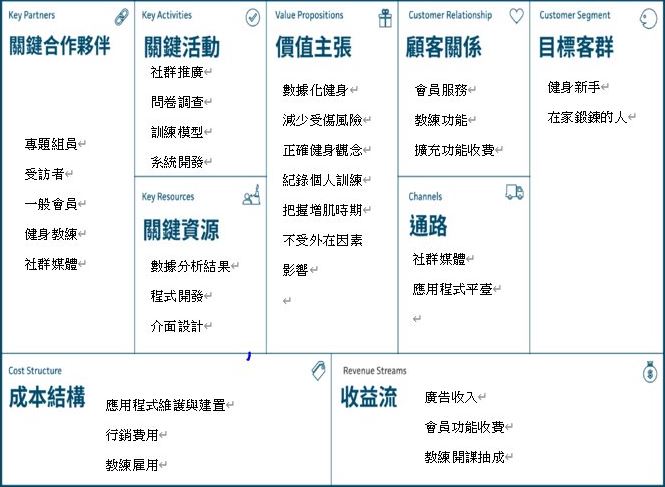 Key Partners
關鍵合作夥伴
專題組員
受訪者
一般會員
健身教練
社群媒體
Key Activities
關鍵活動
社群推廣
問卷調查
訓練模型
系統開發
Key Resources
關鍵資源
數據分析結果
程式開發
介面設計
Value Propositions
價值主張
數據化健身
減少受傷風險
正確健身觀念
紀錄個人訓練
把握增肌時期
不受外在因素
影響
Customer Relationship
顧客關係
會員服務
教練功能
擴充功能收費
Channels
通路
社群媒體
應用程式平臺
Customer Segment
目標客群
健身新手
在家鍛鍊的人
Cost Structure
成本結構
應用程式維護與建置
行銷費用
教練雇用
Revenue Streams
收益流
廣告收入
會員功能收費
教練開課抽成